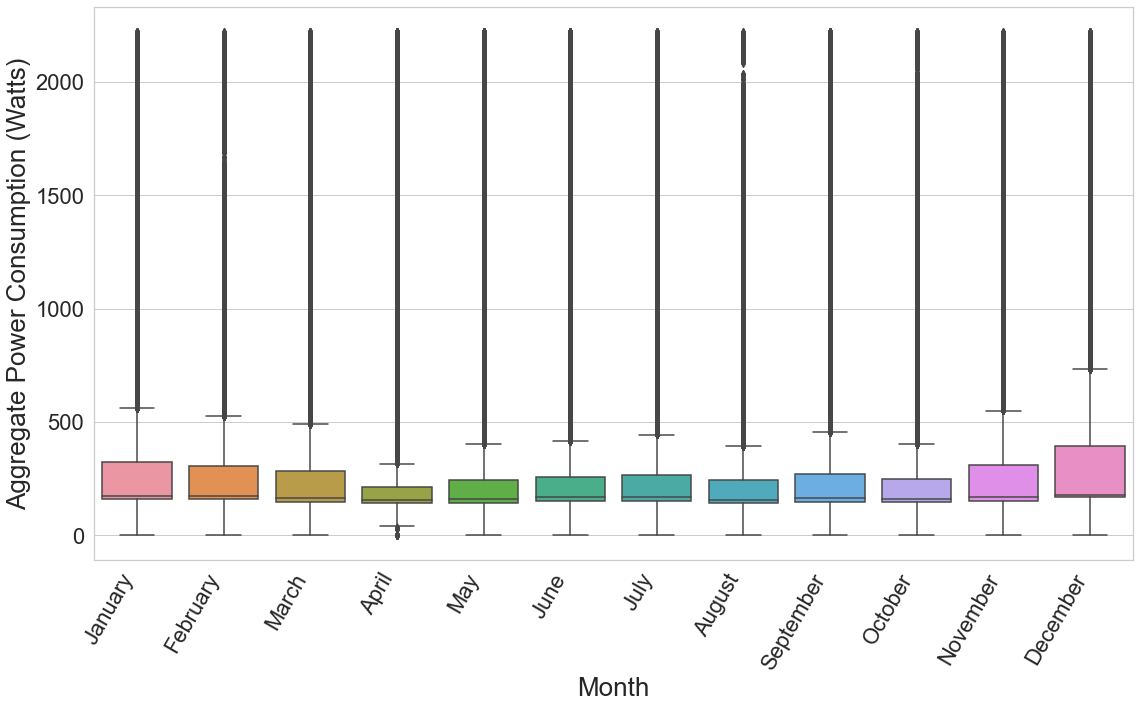 Aggregate Power Consumption (Watts)
2000
1500
1000
500
0
January
February
March
April
May
June
July
August
September
October
November
December
Month